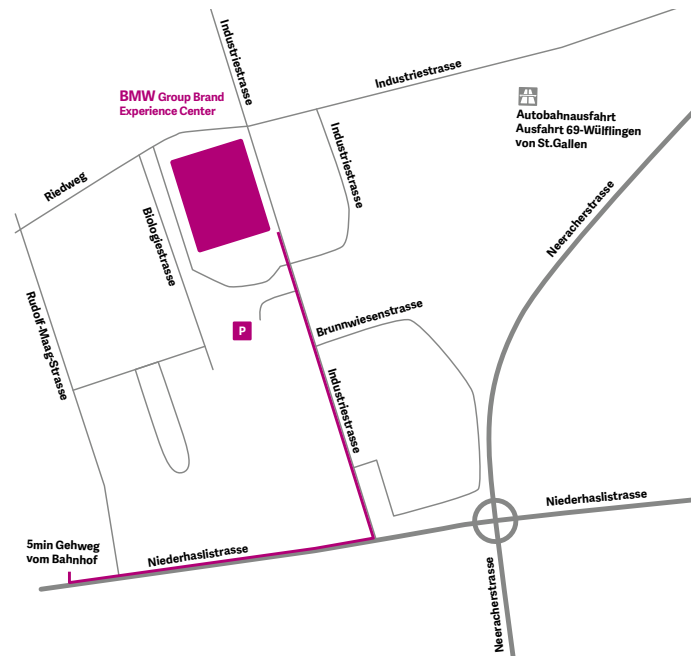 Industriestrasse
Industriestrasse
BMW Group Brand
Experience Center
Autobahnausfahrt
Ausfahrt 69-Wülflingen
von St.Gallen
Industriestrasse
Riedweg
Biologiestrasse
Neeracherstrasse
Rudolf-Maag-Strasse
P
Brunnwiesenstrasse
Industriestrasse
Niederhaslistrasse
5min Gehweg
vom Bahnhof
Niederhaslistrasse
Neeracherstrasse